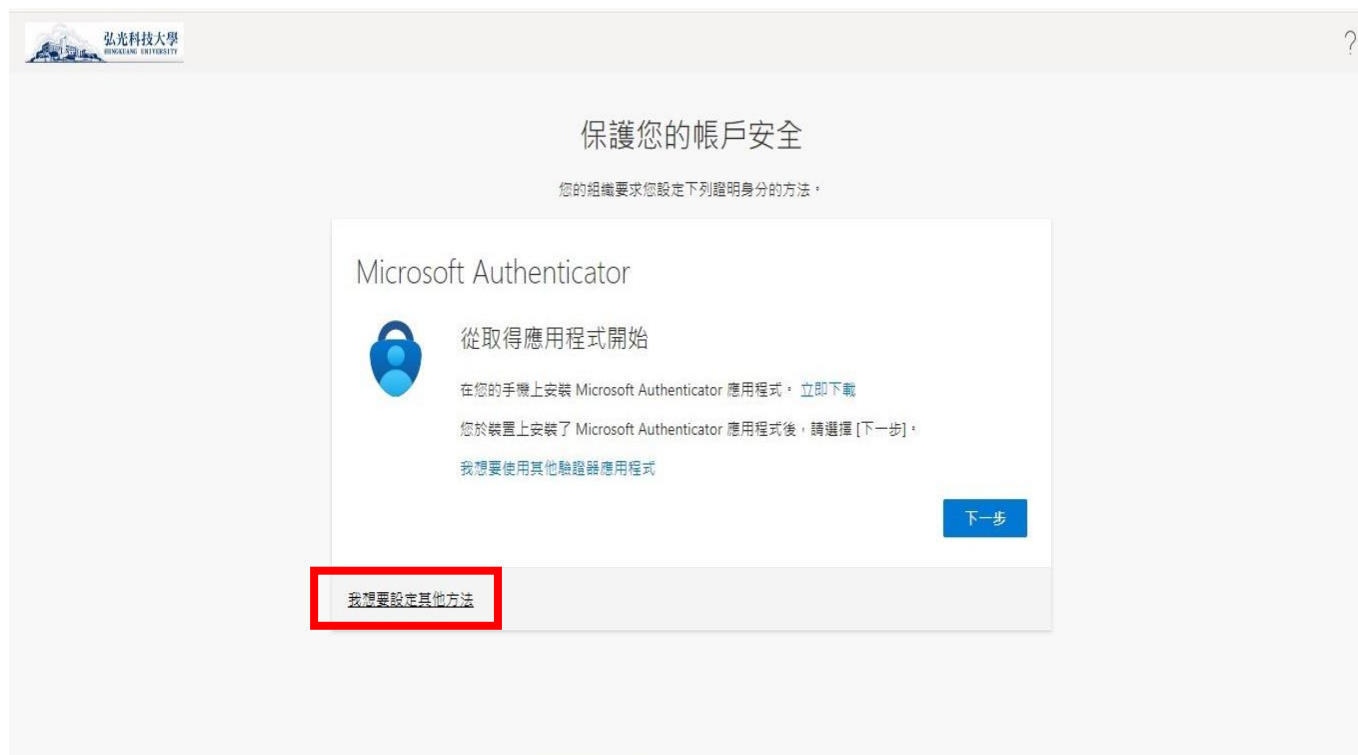 弘光科技大學
HUNGKUANG UNIVERSITY
?
保護您的帳戶安全
您的組織要求您設定下列證明身分的方法。
Microsoft Authenticator
從取得應用程式開始
在您的手機上安裝 Microsoft Authenticator 應用程式。 立即下載
您於裝置上安裝了 Microsoft Authenticator 應用程式後，請選擇 [下一步]。
我想要使用其他驗證器應用程式
下一步
我想要設定其他方法